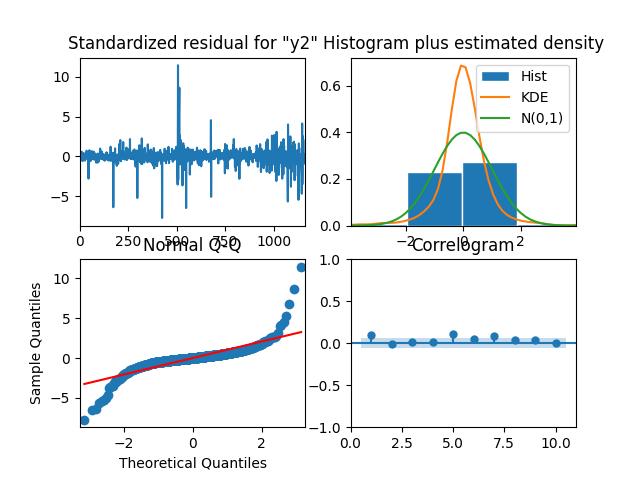 Standardized residual for "y2"
10
5
0
−5
0 250 500 750 1000
Histogram plus estimated density
Hist
KDE
N(0,1)
0.6
0.4
0.2
0.0
−2 0 2
Normal Q-Q
Sample Quantiles
10
5
0
−5
−2 0 2
Theoretical Quantiles
Correlogram
1.0
0.5
0.0
−0.5
−1.0
0.0 2.5 5.0 7.5 10.0